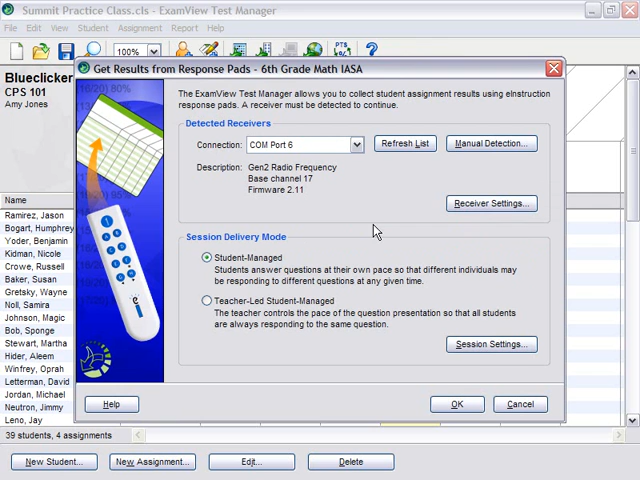 Summit Practice Class.cls - ExamView Test Manager
File Edit View Student Assignment Report
100%
PTS
Blueclicker
CPS 101
Amy Jones
Get Results from Response Pads - 6th Grade Math IASA
The ExamView Test Manager allows you to collect student assignment results using eInstruction
response pads. A receiver must be detected to continue.
Detected Receivers
Connection: COM Port 6 Refresh List Manual Detection...
Description: Gen2 Radio Frequency
Base channel 17
Firmware 2.11
Receiver Settings...
Session Delivery Mode
Student-Managed
Students answer questions at their own pace so that different individuals may
be responding to different questions at any given time.
Teacher-Led Student-Managed
The teacher controls the pace of the question presentation so that all students
are always responding to the same question.
Session Settings...
Help OK Cancel
Name
Ramirez, Jason
Bogart, Humphrey
Yoder, Benjamin
Kidman, Nicole
Crowe, Russell
Baker, Susan
Gretsky, Wayne
Noll, Samira
Johnson, Magic
Bob, Sponge
Stewart, Martha
Hider, Aleem
Winfrey, Oprah
Letterman, David
Jordan, Michael
Neutron, Jimmy
Leno, Jay
39 students, 4 assignments
New Student... New Assignment... Edit... Delete